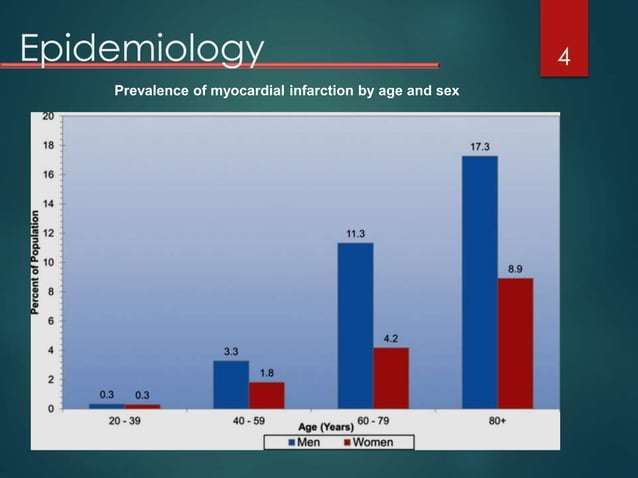 Epidemiology
4
Prevalence of myocardial infarction by age and sex
Percent of Population
20
18
16
14
12
10
8
6
4
2
0
0.3 0.3
3.3 1.8
11.3 4.2
17.3 8.9
20 - 39 40 - 59 60 - 79 80+
Age (Years)
Men Women